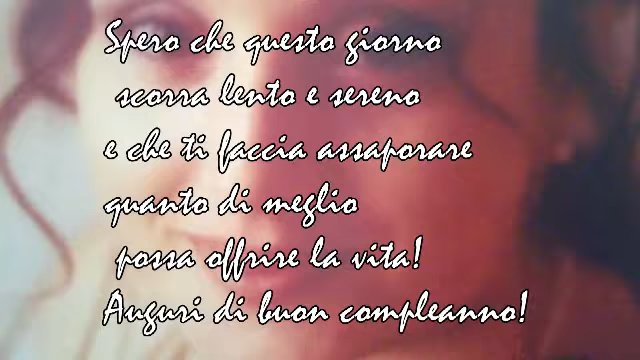 Spero che questo giorno
scorra lento e sereno
e che ti faccia assaporare
quanto di meglio
possa offrire la vita!
Auguri di buon compleanno!